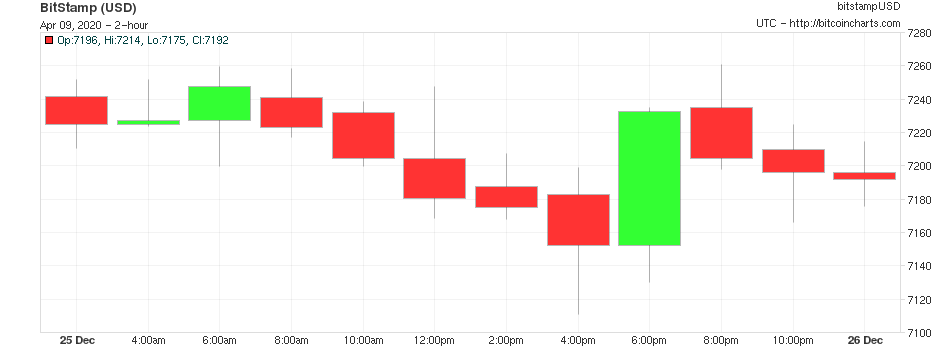 BitStamp (USD)
bitstampUSD
Apr 09, 2020 - 2-hour
UTC - http://bitcoincharts.com
Op:7196, Hi:7214, Lo:7175, Cl:7192
7280
7260
7240
7220
7200
7180
7160
7140
7120
7100
25 Dec 4:00am 6:00am 8:00am 10:00am 12:00pm 2:00pm 4:00pm 6:00pm 8:00pm 10:00pm 26 Dec